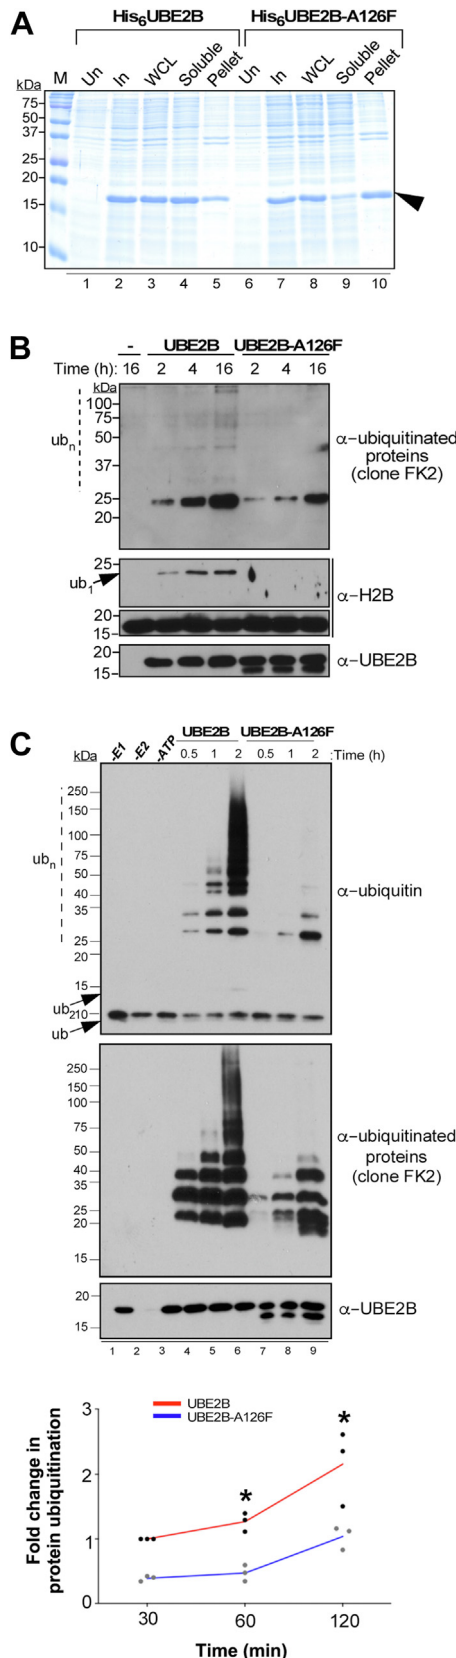 A
His6UBE2B His6UBE2B-A126F
kDa M Un In WCL Soluble Pellet Un In WCL Soluble Pellet
75-
50-
37-
25-
20-
15-
10-
1 2 3 4 5 6 7 8 9 10
B
- UBE2B UBE2B-A126F
Time (h): 16 2 4 16 2 4 16
kDa
100-
75-
50-
37-
25-
20-
ubn
α-ubiquitinated
proteins
(clone FK2)
25-
ub1
α-H2B
20-
15-
20-
15-
α-UBE2B
C
-E1 -E2 -ATP UBE2B UBE2B-A126F
kDa 0.5 1 2 0.5 1 2 :Time (h)
250
150
100
75
50
40
35
25
20
15
ubn
α-ubiquitin
ub210
ub
250
150
100
75
50
40
35
25
20
15
α-ubiquitinated
proteins
(clone FK2)
20
15
α-UBE2B
1 2 3 4 5 6 7 8 9
UBE2B
UBE2B-A126F
Fold change in
protein ubiquitination
3
2
1
0
* *
30 60 120
Time (min)